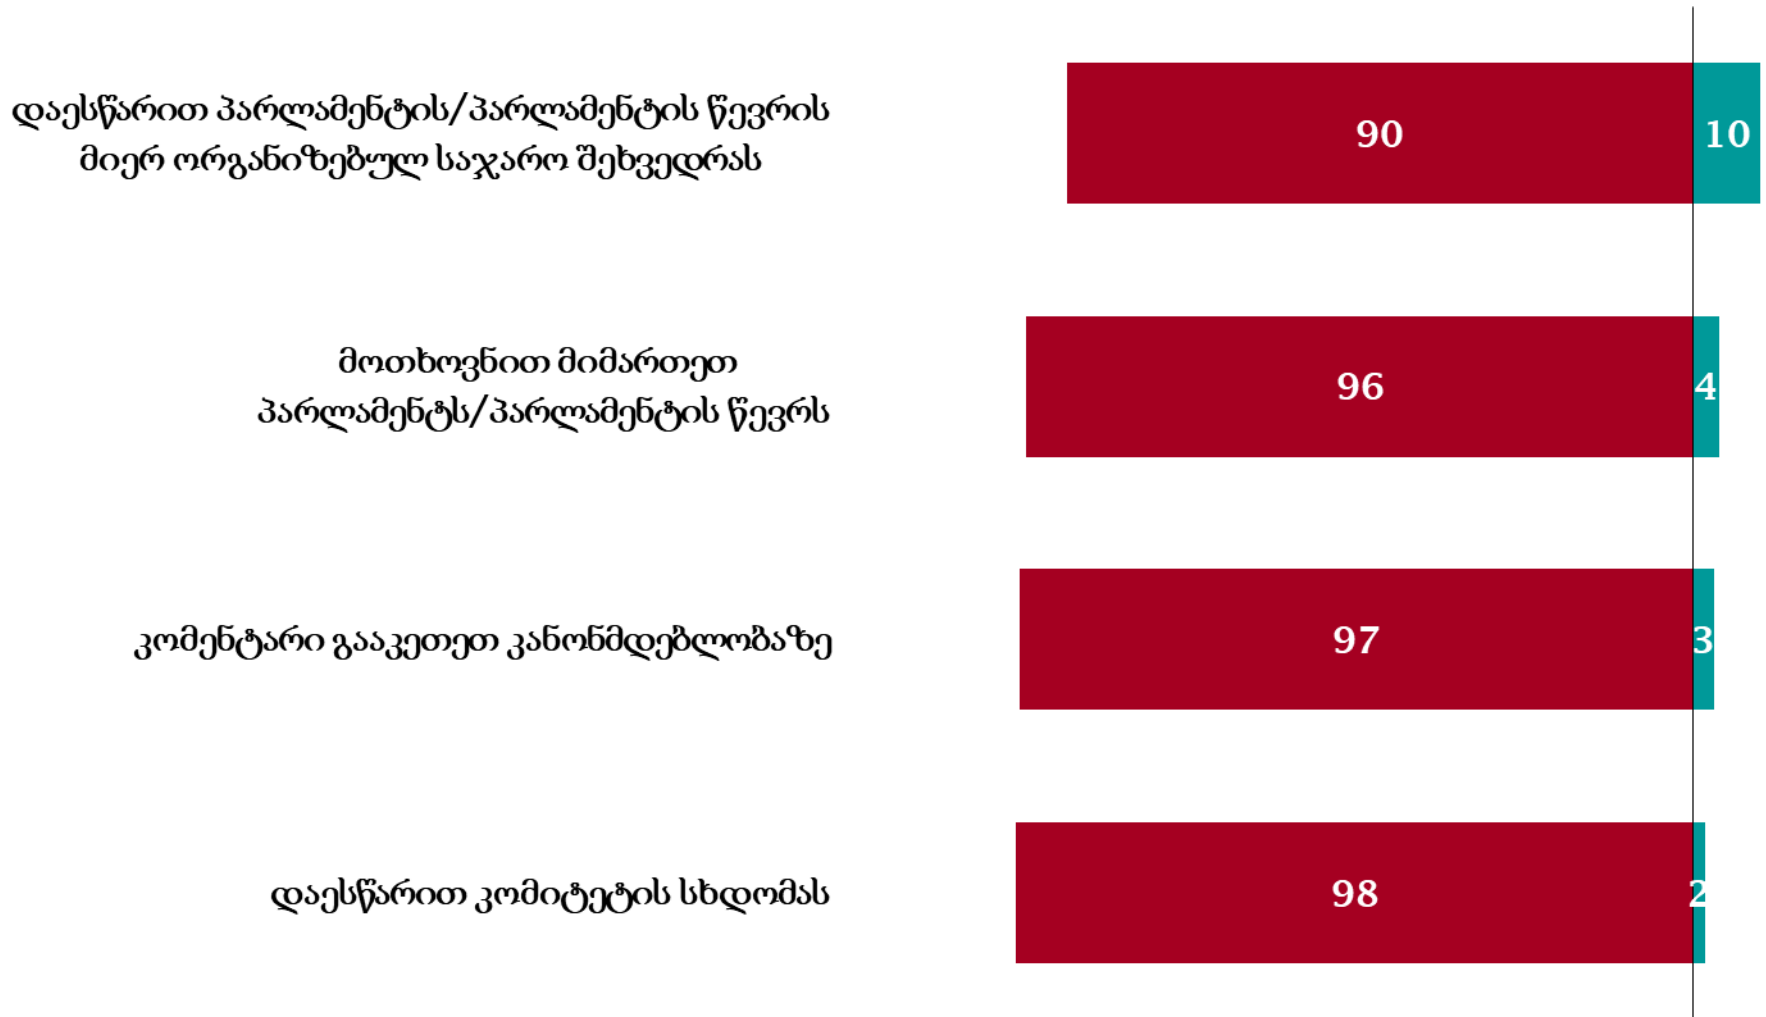 დაესწარით პარლამენტის/პარლამენტის წევრის
მიერ ორგანიზებულ საჯარო შეხვედრას
90
10
მოთხოვნით მიმართეთ
პარლამენტს/პარლამენტის წევრს
96
4
კომენტარი გააკეთეთ კანონმდებლობაზე
97
3
დაესწარით კომიტეტის სხდომას
98
2